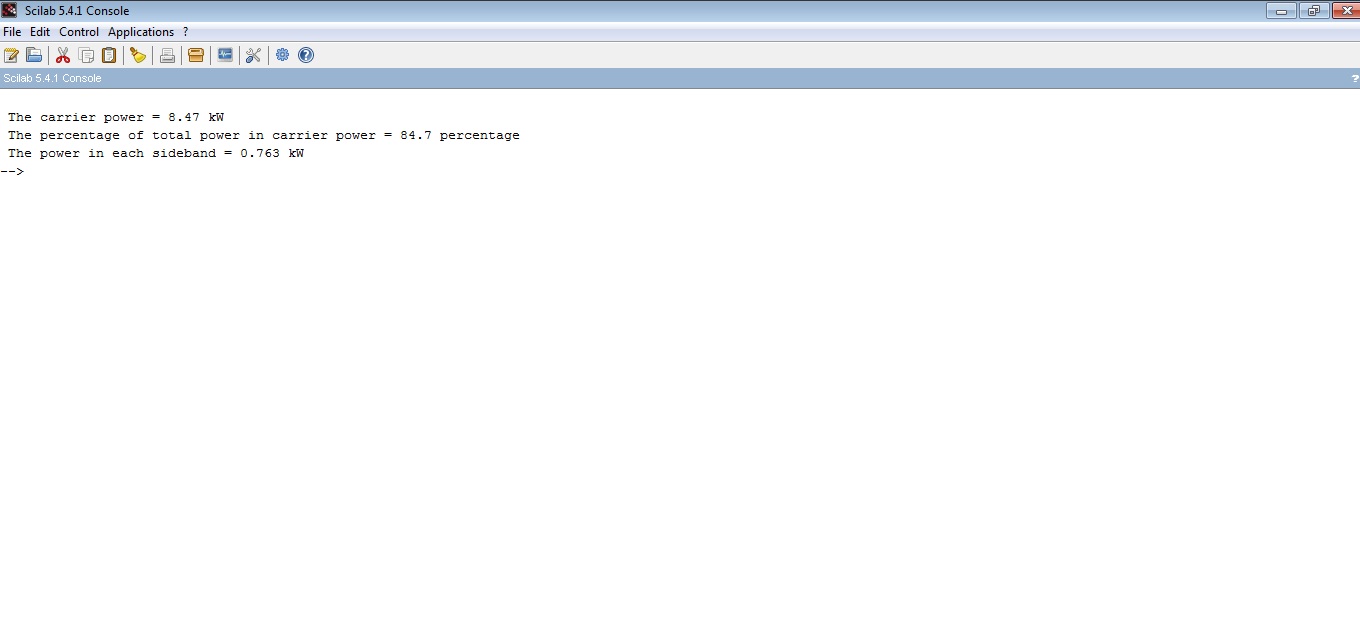 Scilab 5.4.1 Console
File Edit Control Applications ?
Scilab 5.4.1 Console ?
The carrier power = 8.47 kW
The percentage of total power in carrier power = 84.7 percentage
The power in each sideband = 0.763 kW
-->